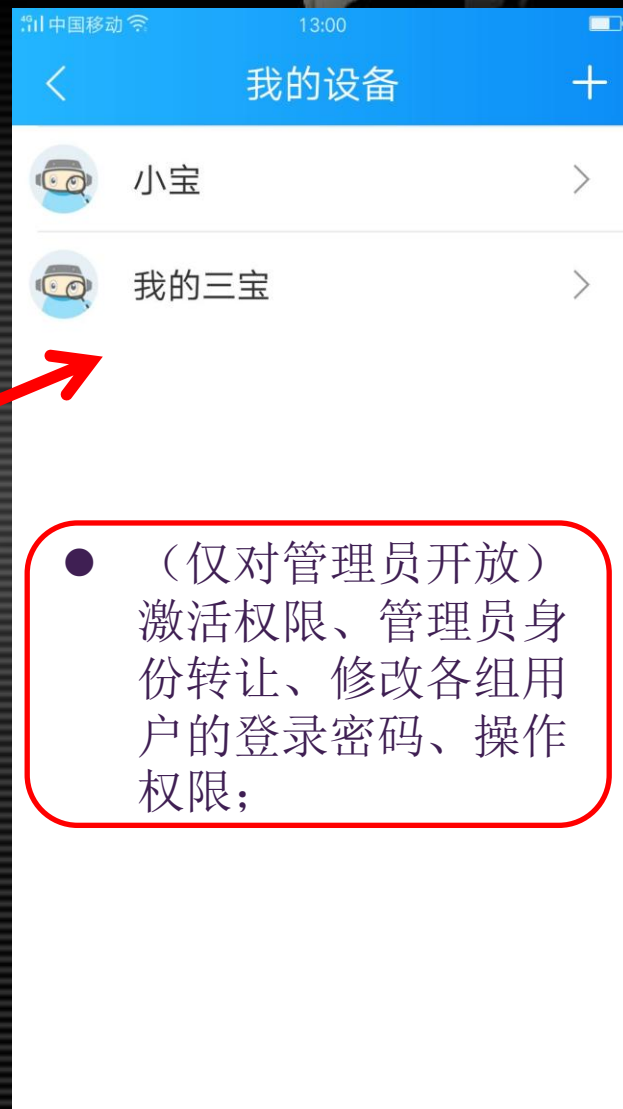 4G 中国移动 13:00
我的设备
小宝
我的三宝
● （仅对管理员开放）
激活权限、管理员身
份转让、修改各组用
户的登录密码、操作
权限；